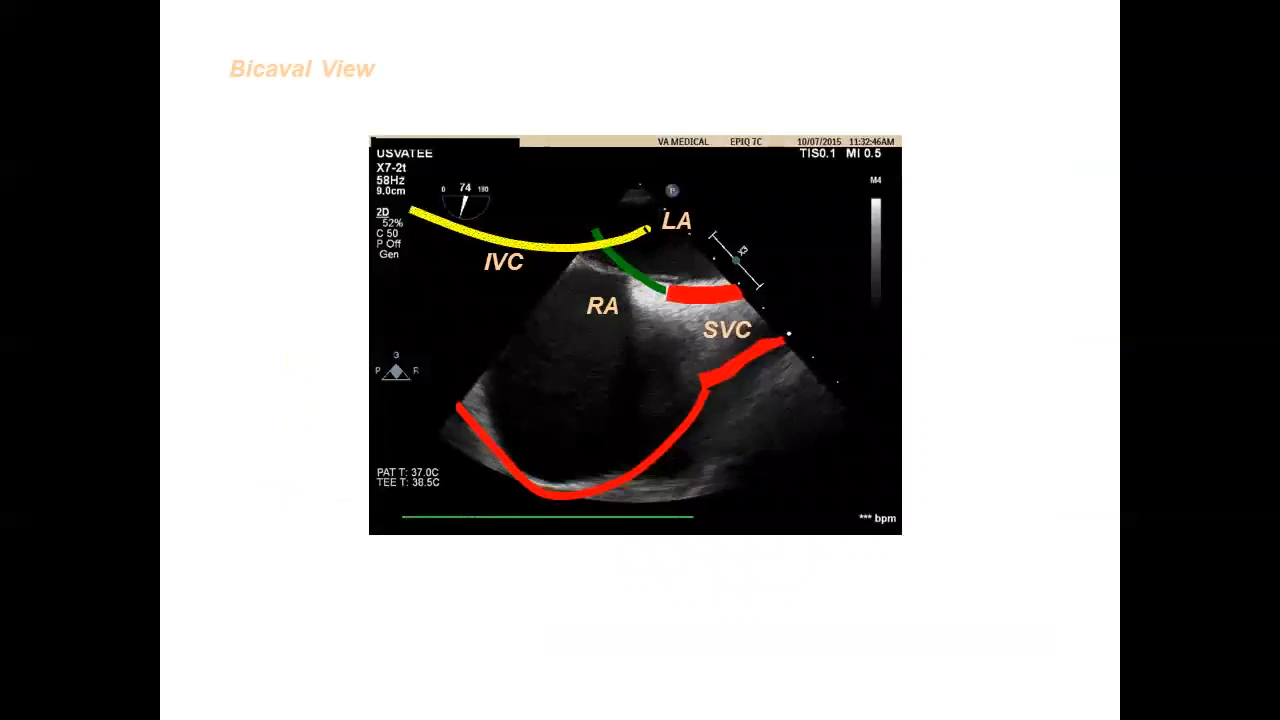 Bicaval View
VA MEDICAL EPIQ 7C 10/07/2015 11:32:46AM
USVATEE TIS0.1 MI 0.5
X7-2t
58Hz
9.0cm
0 74 180
P
M4
2D
52%
C 50
P Off
Gen
LA
X3
IVC
RA
SVC
G
P R
PAT T: 37.0C
TEE T: 38.5C
*** bpm